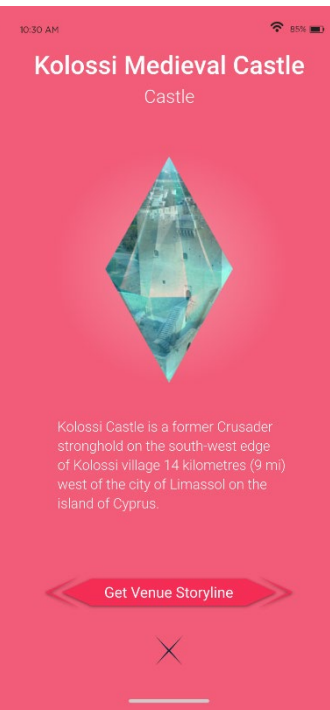 10:30 AM
85%
Kolossi Medieval Castle
Castle
Kolossi Castle is a former Crusader
stronghold on the south-west edge
of Kolossi village 14 kilometres (9 mi)
west of the city of Limassol on the
island of Cyprus.
Get Venue Storyline